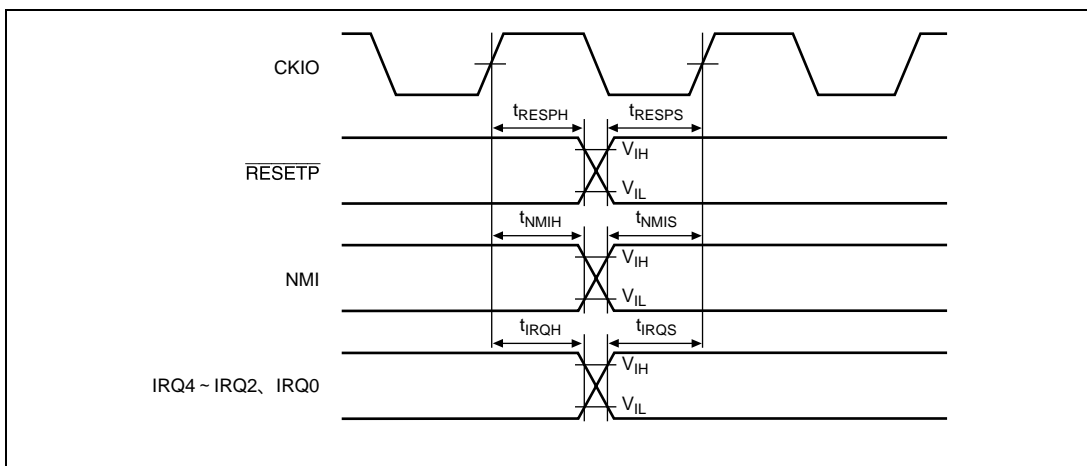 CKIO
tRESPH tRESPS
VIH
RESETP
VIL
tNMIH tNMIS
VIH
NMI
VIL
tIRQH tIRQS
VIH
IRQ4 ~ IRQ2、IRQ0
VIL